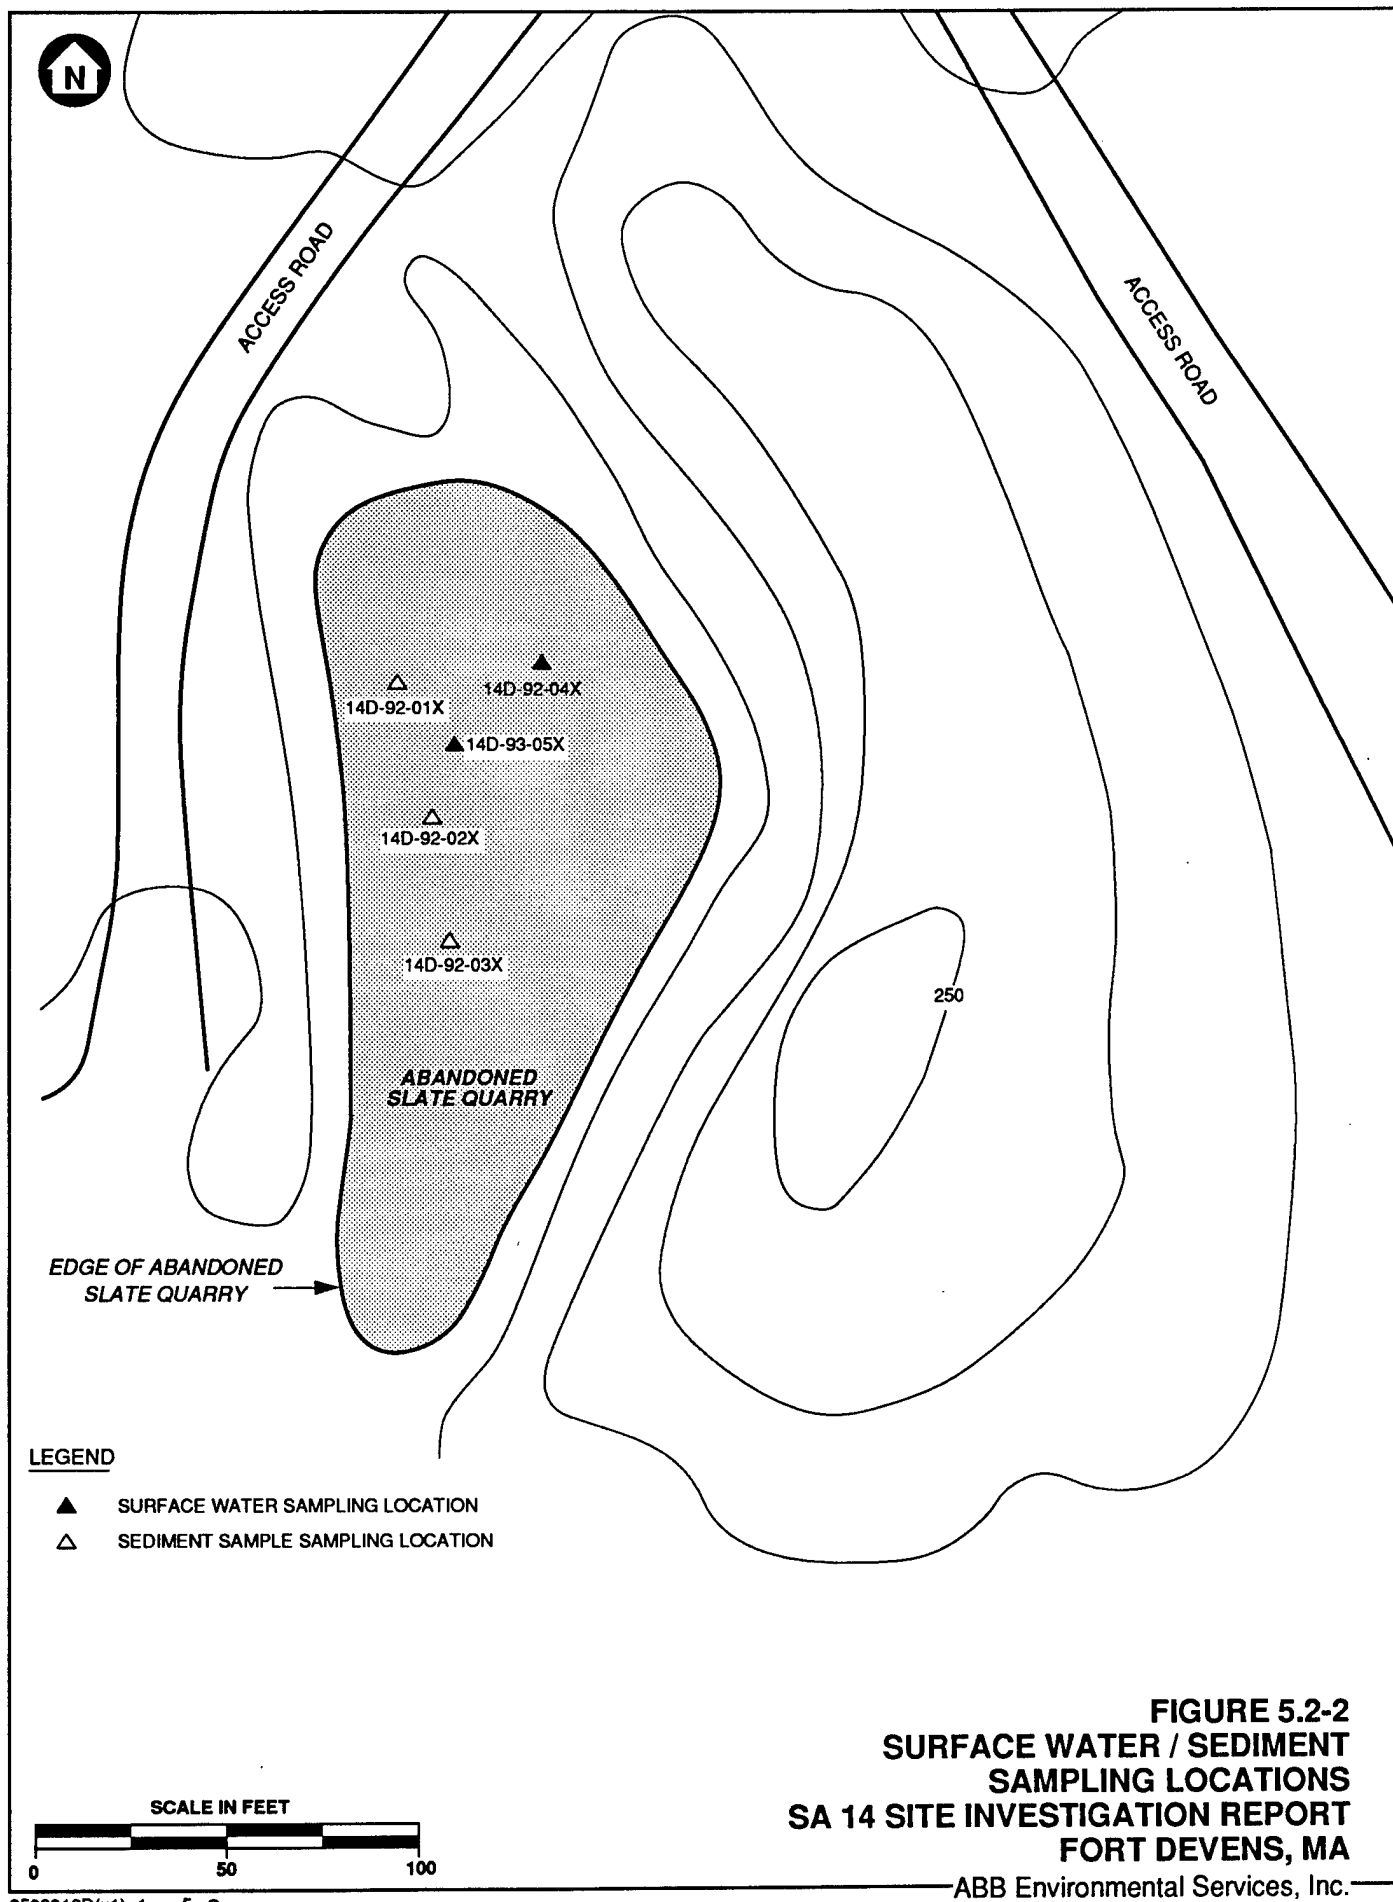 N
ACCESS ROAD
ACCESS ROAD
14D-92-04X
14D-92-01X
14D-93-05X
14D-92-02X
14D-92-03X
250
ABANDONED
SLATE QUARRY
EDGE OF ABANDONED
SLATE QUARRY
LEGEND
SURFACE WATER SAMPLING LOCATION
SEDIMENT SAMPLE SAMPLING LOCATION
FIGURE 5.2-2
SURFACE WATER / SEDIMENT
SAMPLING LOCATIONS
SA 14 SITE INVESTIGATION REPORT
FORT DEVENS, MA
SCALE IN FEET
0 50 100
ABB Environmental Services, Inc.